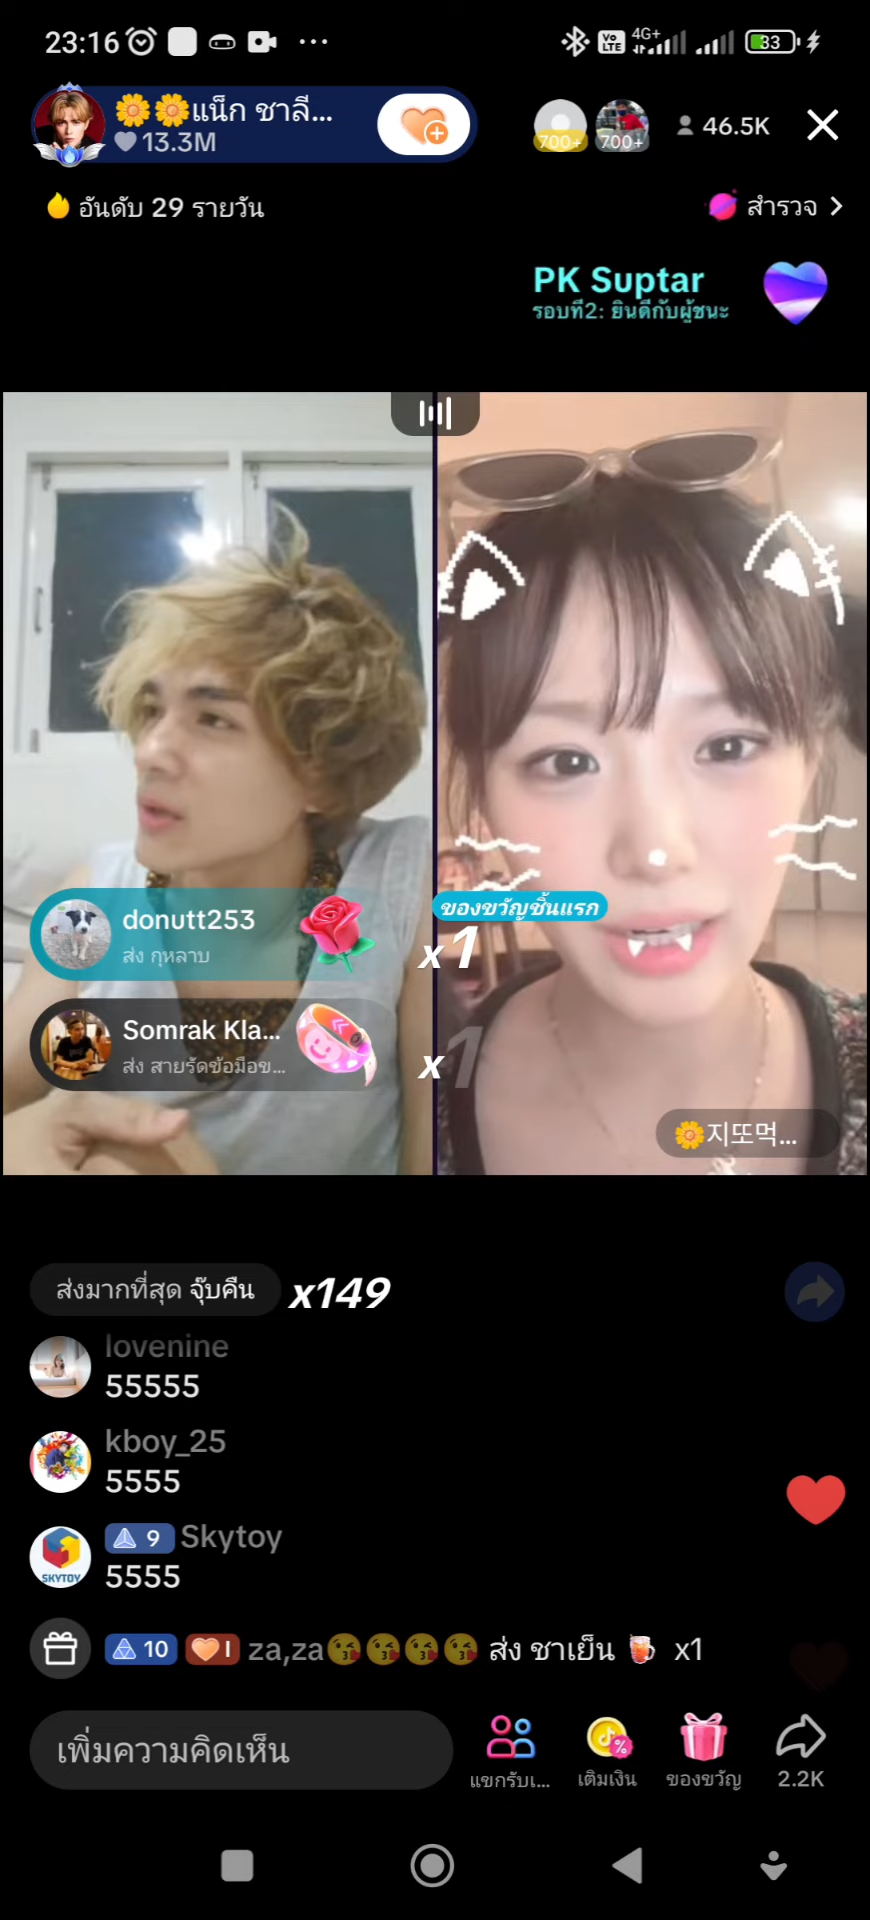 23:16
Vo LTE
4G+
33
🌼🌼แน็ก ชาลี...
13.3M
700+
700+
46.5K
อันดับ 29 รายวัน
สำรวจ
PK Suptar
รอบที่2: ยินดีกับผู้ชนะ
donutt253
ส่ง กุหลาบ
ของขวัญชิ้นแรก
x1
Somrak Kla...
ส่ง สายรัดข้อมือข...
x1
🌼지또먹...
ส่งมากที่สุด จุ๊บคืน x149
lovenine
55555
kboy_25
5555
9 Skytoy
5555
SKYTOY
10 I za,za😘😘😘😘 ส่ง ชาเย็น x1
เพิ่มความคิดเห็น
แขกรับเ...
เติมเงิน
ของขวัญ
2.2K